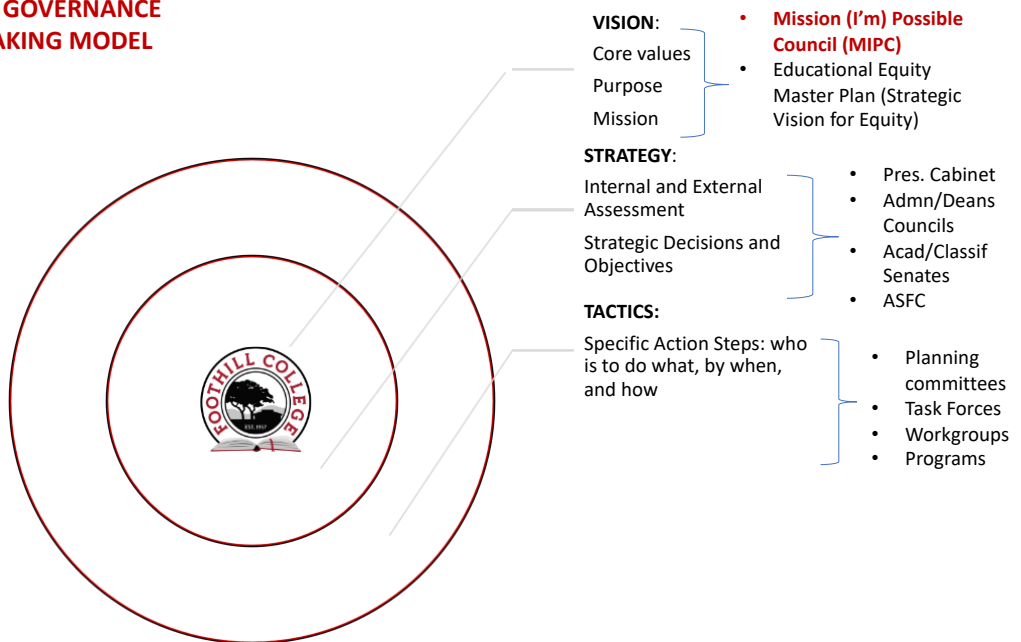 GOVERNANCE
AKING MODEL
VISION:
Core values
Purpose
Mission
• Mission (I’m) Possible
Council (MIPC)
• Educational Equity
Master Plan (Strategic
Vision for Equity)
STRATEGY:
Internal and External
Assessment
Strategic Decisions and
Objectives
• Pres. Cabinet
• Admn/Deans
Councils
• Acad/Classif
Senates
• ASFC
TACTICS:
Specific Action Steps: who
is to do what, by when,
and how
• Planning
committees
• Task Forces
• Workgroups
• Programs
FOOTHILL COLLEGE
EST. 1957